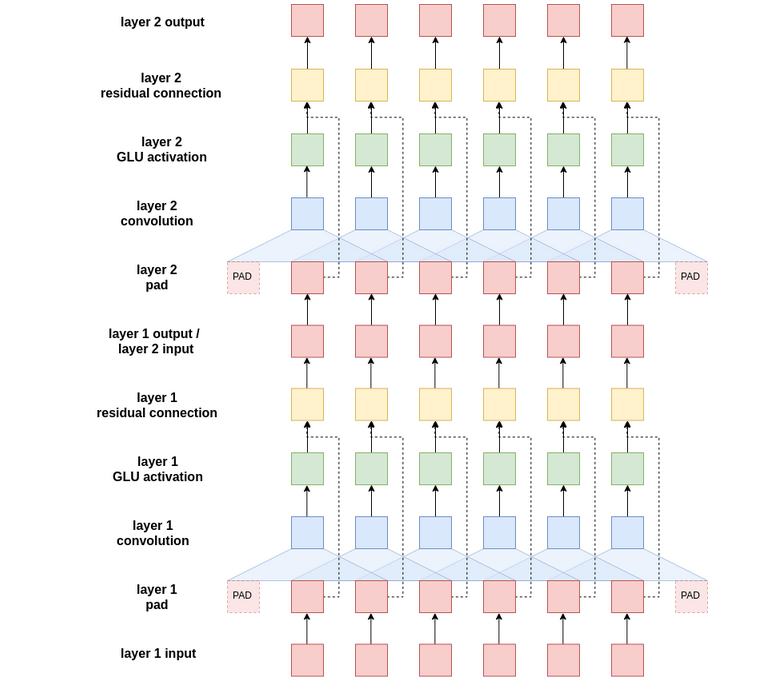 layer 2 output
layer 2
residual connection
layer 2
GLU activation
layer 2
convolution
layer 2
pad
PAD
PAD
layer 1 output /
layer 2 input
layer 1
residual connection
layer 1
GLU activation
layer 1
convolution
layer 1
pad
PAD
PAD
layer 1 input